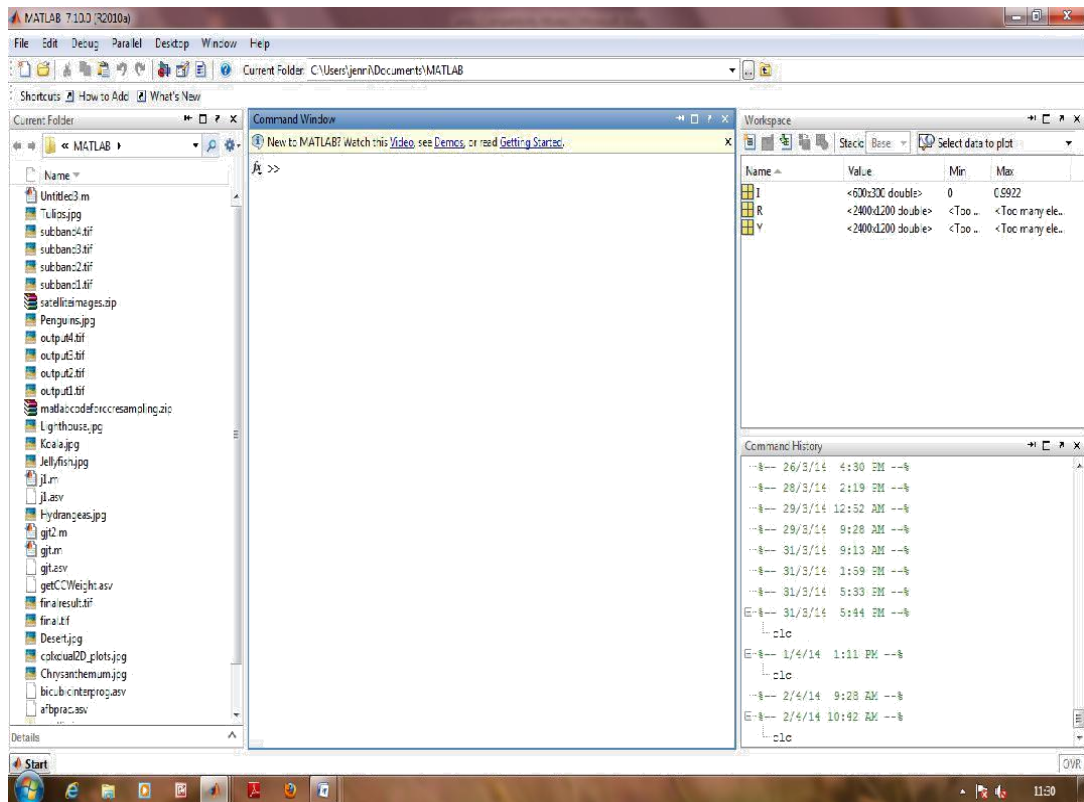 MATLAB 7.10.0 (R2010a)
File Edit Debug Parallel Desktop Window Help
Current Folder: C:\Users\jenni\Documents\MATLAB
Shortcuts How to Add What's New
Current Folder
« MATLAB
Name
Untitled3.m
Tulips.jpg
subband4.tif
subband3.tif
subband2.tif
subband1.tif
satelliteimages.zip
Penguins.jpg
output4.tif
output3.tif
output2.tif
output1.tif
matlabcodeforccresampling.zip
Lighthouse.jpg
Koala.jpg
Jellyfish.jpg
j1.m
j1.asv
Hydrangeas.jpg
gjt2.m
gjt.m
gjt.asv
getCCWeight.asv
finalresult.tif
final.tif
Desert.jpg
cplxdual2D_plots.jpg
Chrysanthemum.jpg
bicubicinterprog.asv
afbprac.asv
Details
Command Window
New to MATLAB? Watch this Video, see Demos, or read Getting Started.
fx >>
Workspace
Stack: Base Select data to plot
Name Value Min Max
I <600x300 double> 0 0.9922
R <2400x1200 double> <Too ... <Too many ele...
Y <2400x1200 double> <Too ... <Too many ele...
Command History
%-- 26/3/14 4:30 PM --%
%-- 28/3/14 2:19 PM --%
%-- 29/3/14 12:52 AM --%
%-- 29/3/14 9:28 AM --%
%-- 31/3/14 9:13 AM --%
%-- 31/3/14 1:59 PM --%
%-- 31/3/14 5:33 PM --%
%-- 31/3/14 5:44 PM --%
clc
%-- 1/4/14 1:11 PM --%
clc
%-- 2/4/14 9:28 AM --%
%-- 2/4/14 10:42 AM --%
clc
Start
OVR
11:30